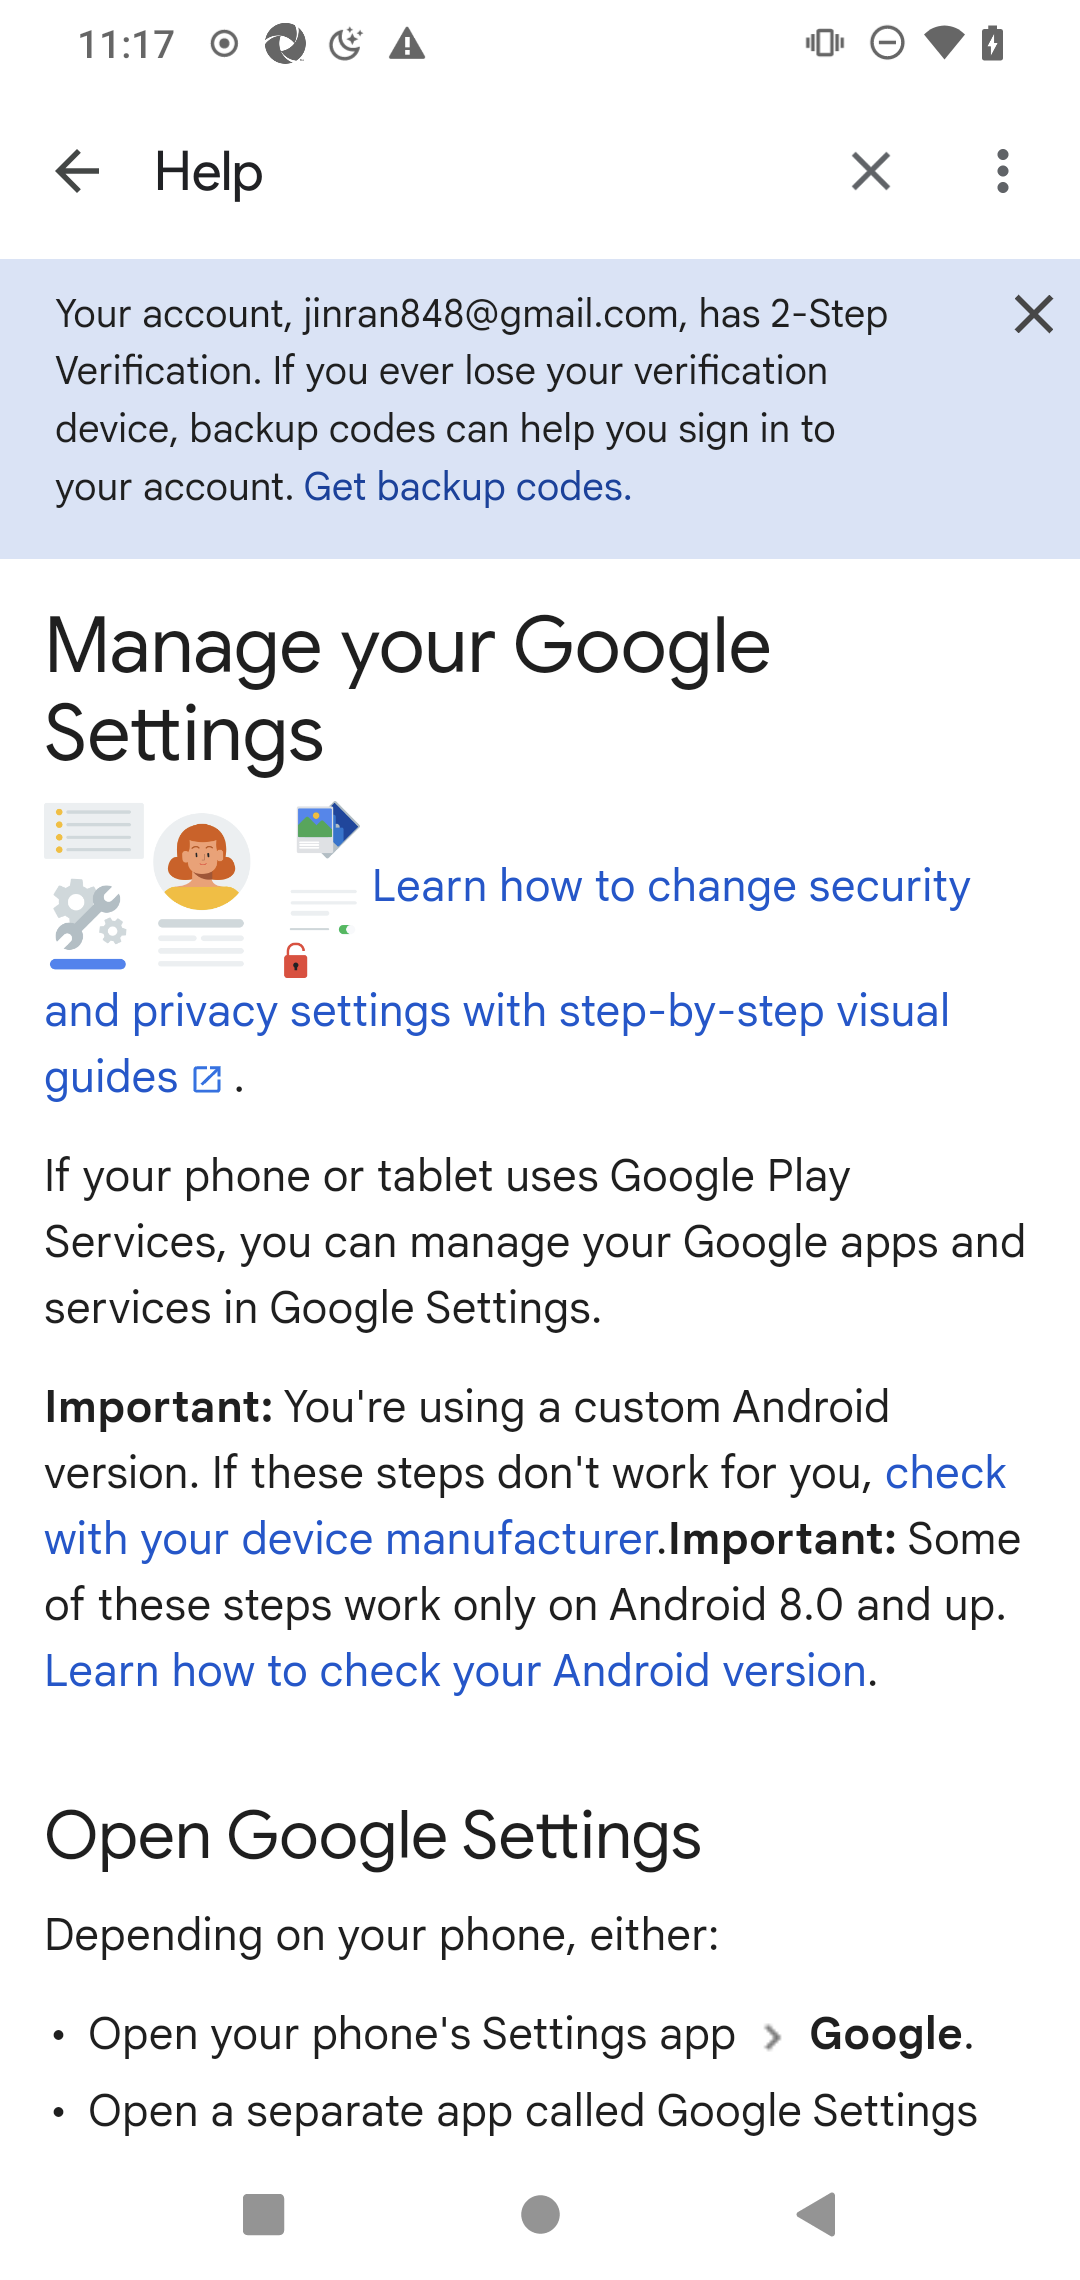 11:17
Help
Your account, jinran848@gmail.com, has 2-Step
Verification. If you ever lose your verification
device, backup codes can help you sign in to
your account. Get backup codes.
Manage your Google
Settings
Learn how to change security
and privacy settings with step-by-step visual
guides .
If your phone or tablet uses Google Play
Services, you can manage your Google apps and
services in Google Settings.
Important: You're using a custom Android
version. If these steps don't work for you, check
with your device manufacturer.Important: Some
of these steps work only on Android 8.0 and up.
Learn how to check your Android version.
Open Google Settings
Depending on your phone, either:
• Open your phone's Settings app > Google.
• Open a separate app called Google Settings